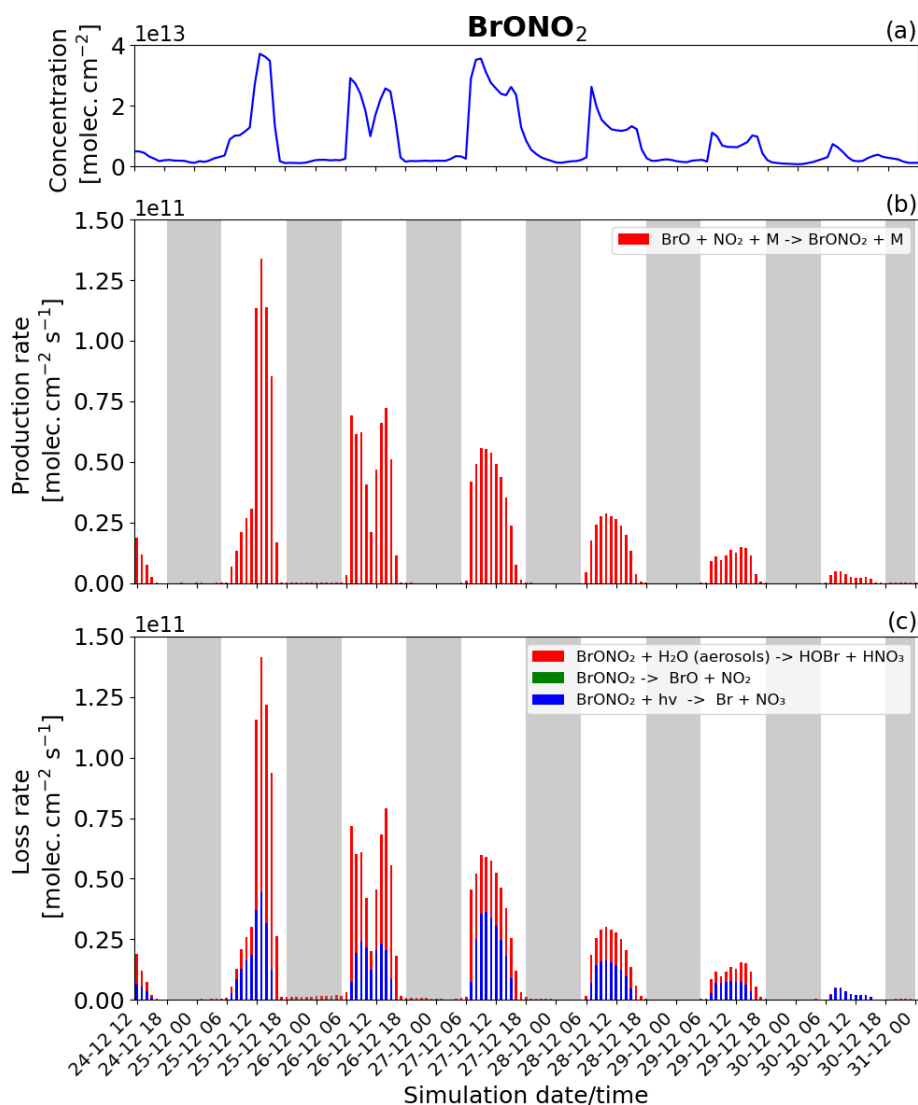 BrONO₂
(a)
1e13
4
2
0
Concentration
[molec. cm⁻²]
(b)
1e11
1.50
1.25
1.00
0.75
0.50
0.25
0.00
Production rate
[molec. cm⁻² s⁻¹]
BrO + NO₂ + M -> BrONO₂ + M
(c)
1e11
1.50
1.25
1.00
0.75
0.50
0.25
0.00
Loss rate
[molec. cm⁻² s⁻¹]
BrONO₂ + H₂O (aerosols) -> HOBr + HNO₃
BrONO₂ -> BrO + NO₂
BrONO₂ + hv -> Br + NO₃
24-12 12
24-12 18
25-12 00
25-12 06
25-12 12
25-12 18
26-12 00
26-12 06
26-12 12
26-12 18
27-12 00
27-12 06
27-12 12
27-12 18
28-12 00
28-12 06
28-12 12
28-12 18
29-12 00
29-12 06
29-12 12
29-12 18
30-12 00
30-12 06
30-12 12
30-12 18
31-12 00
Simulation date/time